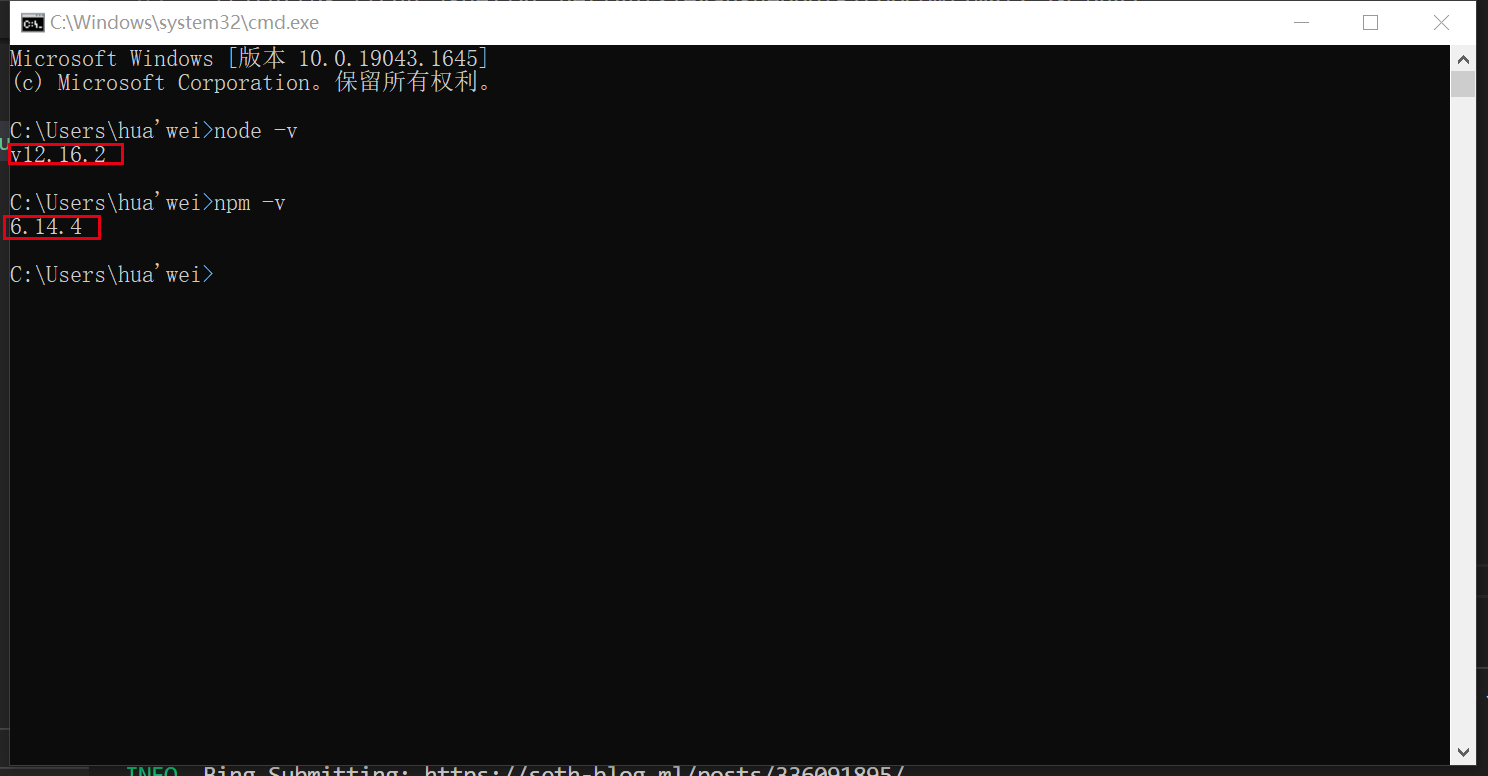 C:\Windows\system32\cmd.exe
Microsoft Windows [版本 10.0.19043.1645]
(c) Microsoft Corporation。保留所有权利。
C:\Users\hua'wei>node -v
v12.16.2
C:\Users\hua'wei>npm -v
6.14.4
C:\Users\hua'wei>
INFO Bing Submitting: https://seth-blog.ml/posts/336091895/